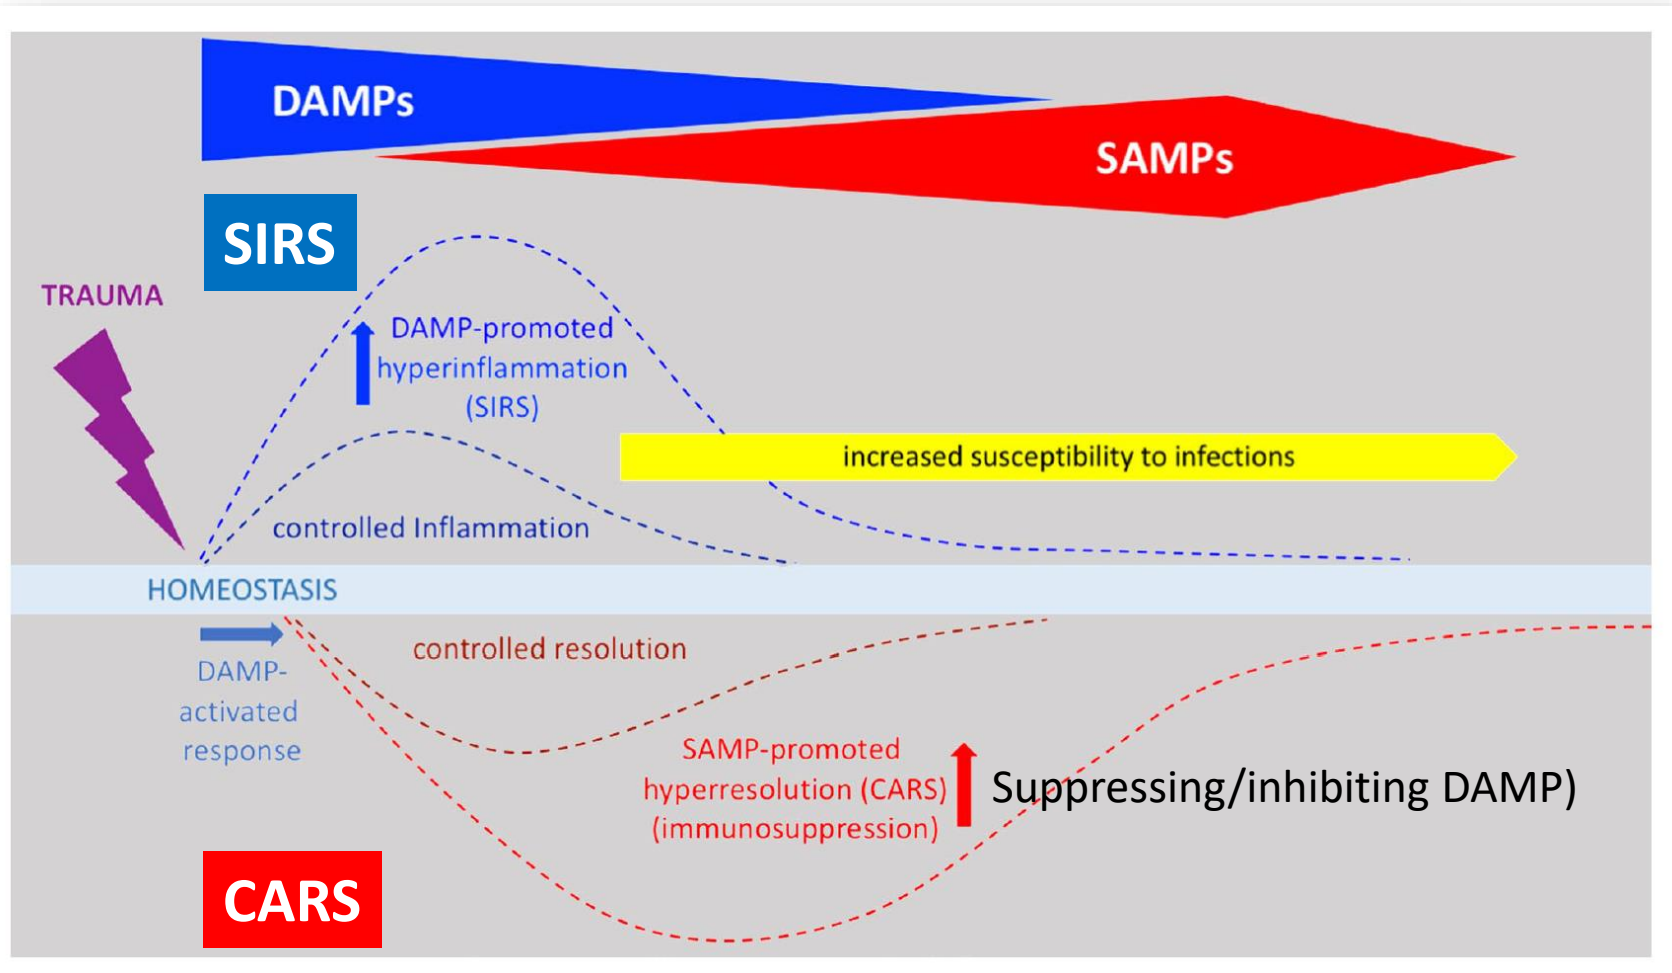 DAMPs
SAMPs
SIRS
TRAUMA
DAMP-promoted
hyperinflammation
(SIRS)
increased susceptibility to infections
controlled Inflammation
HOMEOSTASIS
controlled resolution
DAMP-
activated
response
SAMP-promoted
hyperresolution (CARS)
(immunosuppression)
Suppressing/inhibiting DAMP)
CARS